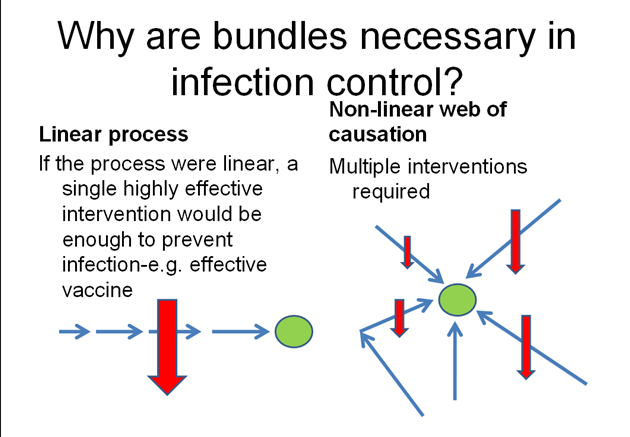 Why are bundles necessary in
infection control?
Linear process
If the process were linear, a
single highly effective
intervention would be
enough to prevent
infection-e.g. effective
vaccine
Non-linear web of
causation
Multiple interventions
required